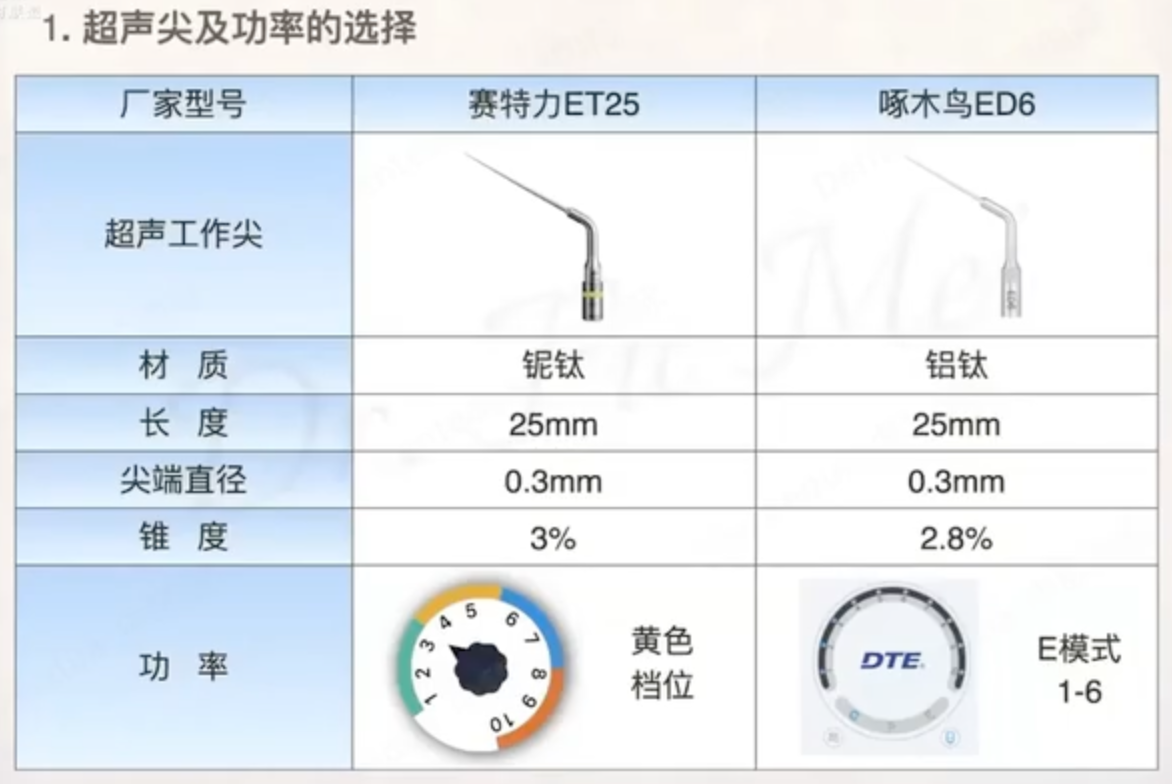 1. 超声尖及功率的选择
厂家型号 赛特力ET25 啄木鸟ED6
超声工作尖
材 质 铌钛 铝钛
长 度 25mm 25mm
尖端直径 0.3mm 0.3mm
锥 度 3% 2.8%
功 率
1 2 3 4 5 6 7 8 9 10
黄色
档位
DTE
E模式
1-6